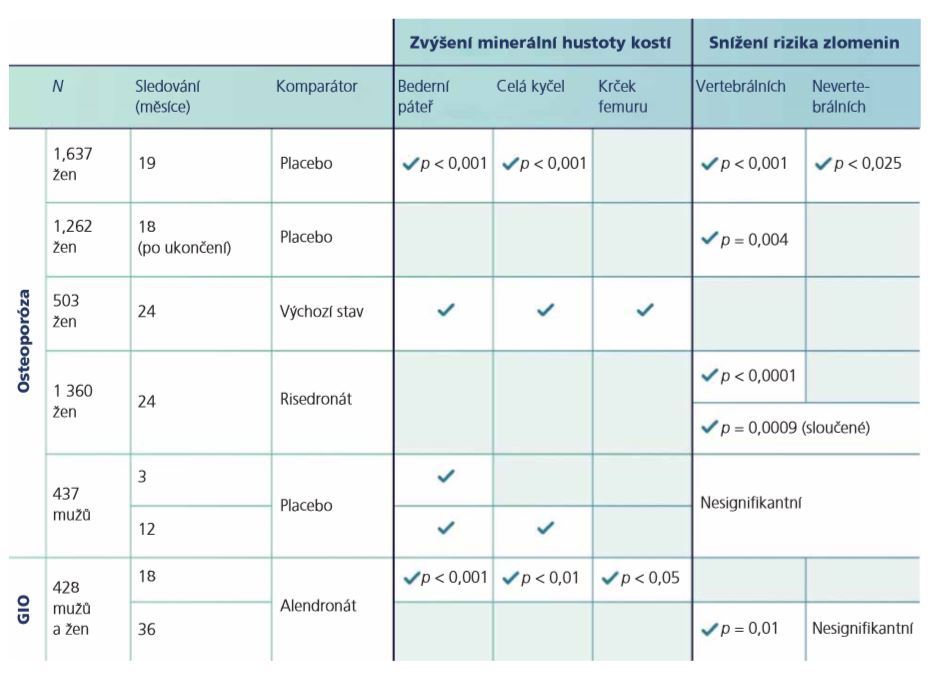 Zvýšení minerální hustoty kostí
Snížení rizika zlomenin
N
Sledování
(měsíce)
Komparátor
Bederní
páteř
Celá kyčel
Krček
femuru
Vertebrálních
Neverte-
brálních
Osteoporóza
1,637
žen
19
Placebo
✓p < 0,001
✓p < 0,001
✓p < 0,001
✓p < 0,025
1,262
žen
18
(po ukončení)
Placebo
✓p = 0,004
503
žen
24
Výchozí stav
✓
✓
✓
1 360
žen
24
Risedronát
✓p < 0,0001
✓p = 0,0009 (sloučené)
437
mužů
3
Placebo
✓
Nesignifikantní
12
✓
✓
GIO
428
mužů
a žen
18
Alendronát
✓p < 0,001
✓p < 0,01
✓p < 0,05
36
✓p = 0,01
Nesignifikantní